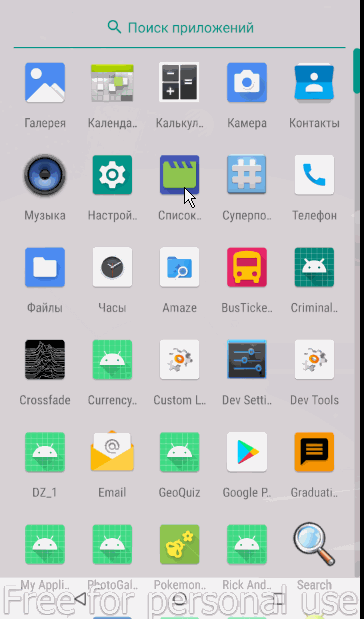 Поиск приложений
Галерея Календа.. Калькул.. Камера Контакты
Музыка Настрой.. Список.. Суперпо.. Телефон
Файлы Часы Amaze BusTicke.. Criminal..
Crossfade Currency.. Custom L.. Dev Setti.. Dev Tools
DZ_1 Email GeoQuiz Google P.. Graduati..
My Appli.. PhotoGal.. Pokemon.. Rick And.. Search
Free for personal use